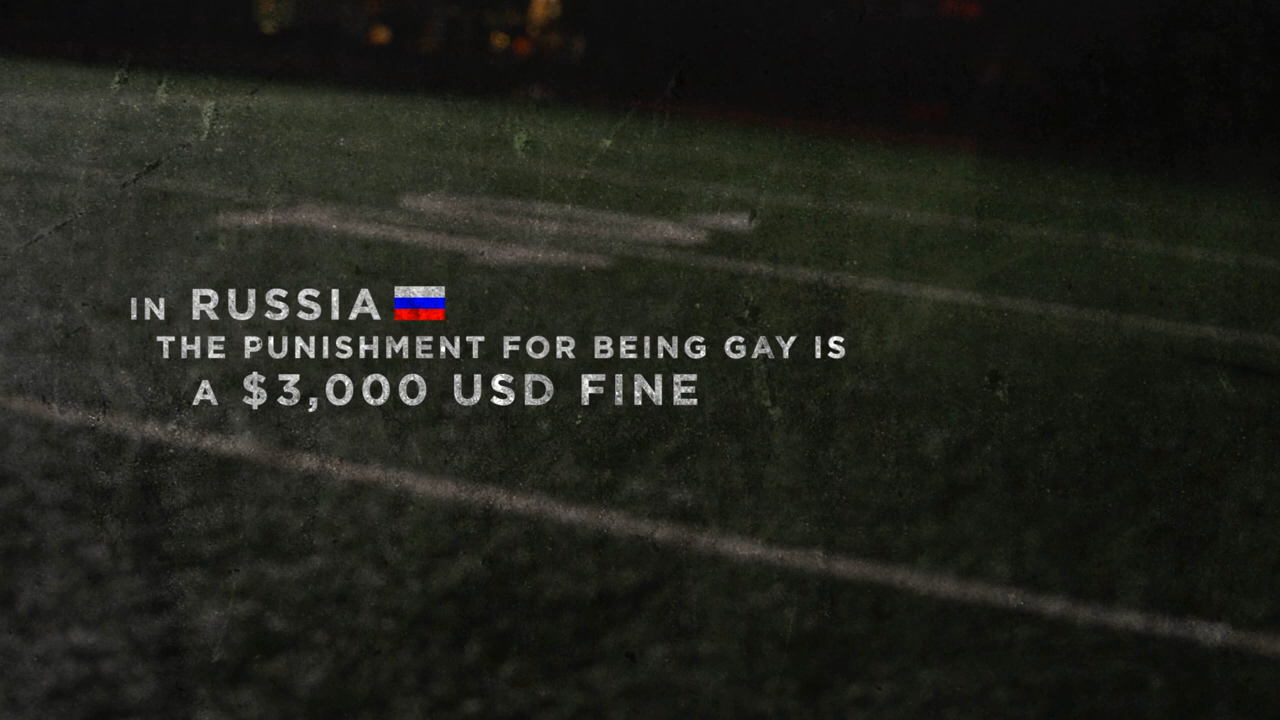 IN RUSSIA
THE PUNISHMENT FOR BEING GAY IS
A $3,000 USD FINE